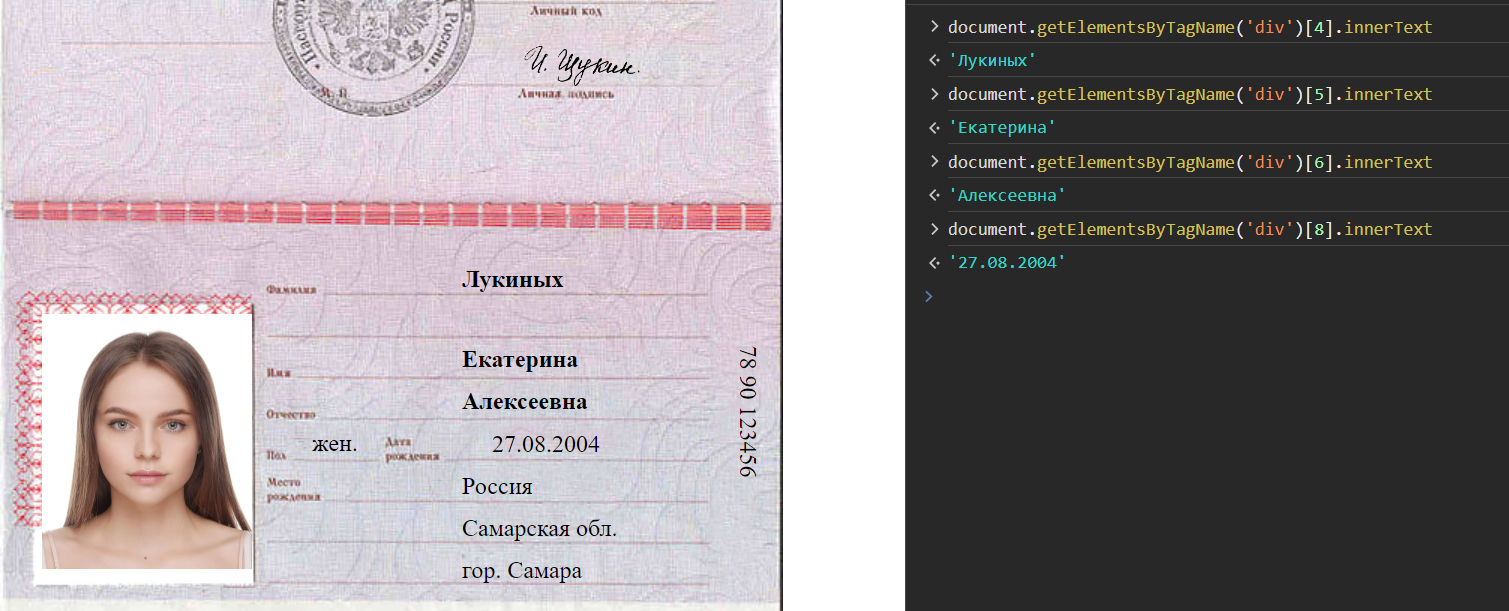 Паспорт
России
Личный код
И. Щукин.
М. П.
Личная подпись
Фамилия
Лукиных
Имя
Екатерина
Отчество
Алексеевна
Пол
жен.
Дата рождения
27.08.2004
Место рождения
Россия
Самарская обл.
гор. Самара
78 90 123456
> document.getElementsByTagName('div')[4].innerText
'Лукиных'
> document.getElementsByTagName('div')[5].innerText
'Екатерина'
> document.getElementsByTagName('div')[6].innerText
'Алексеевна'
> document.getElementsByTagName('div')[8].innerText
'27.08.2004'
>